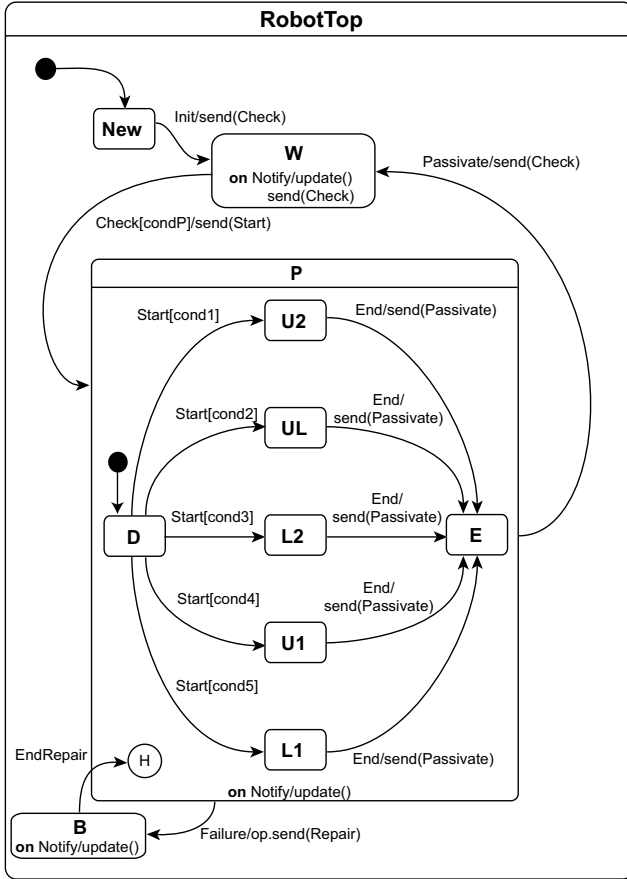 RobotTop
New
Init/send(Check)
W
on Notify/update()
send(Check)
Passivate/send(Check)
Check[condP]/send(Start)
P
Start[cond1]
U2
End/send(Passivate)
Start[cond2]
UL
End/
send(Passivate)
D
Start[cond3]
L2
End/
send(Passivate)
E
Start[cond4]
U1
End/
send(Passivate)
Start[cond5]
L1
End/send(Passivate)
EndRepair
H
on Notify/update()
B
on Notify/update()
Failure/op.send(Repair)